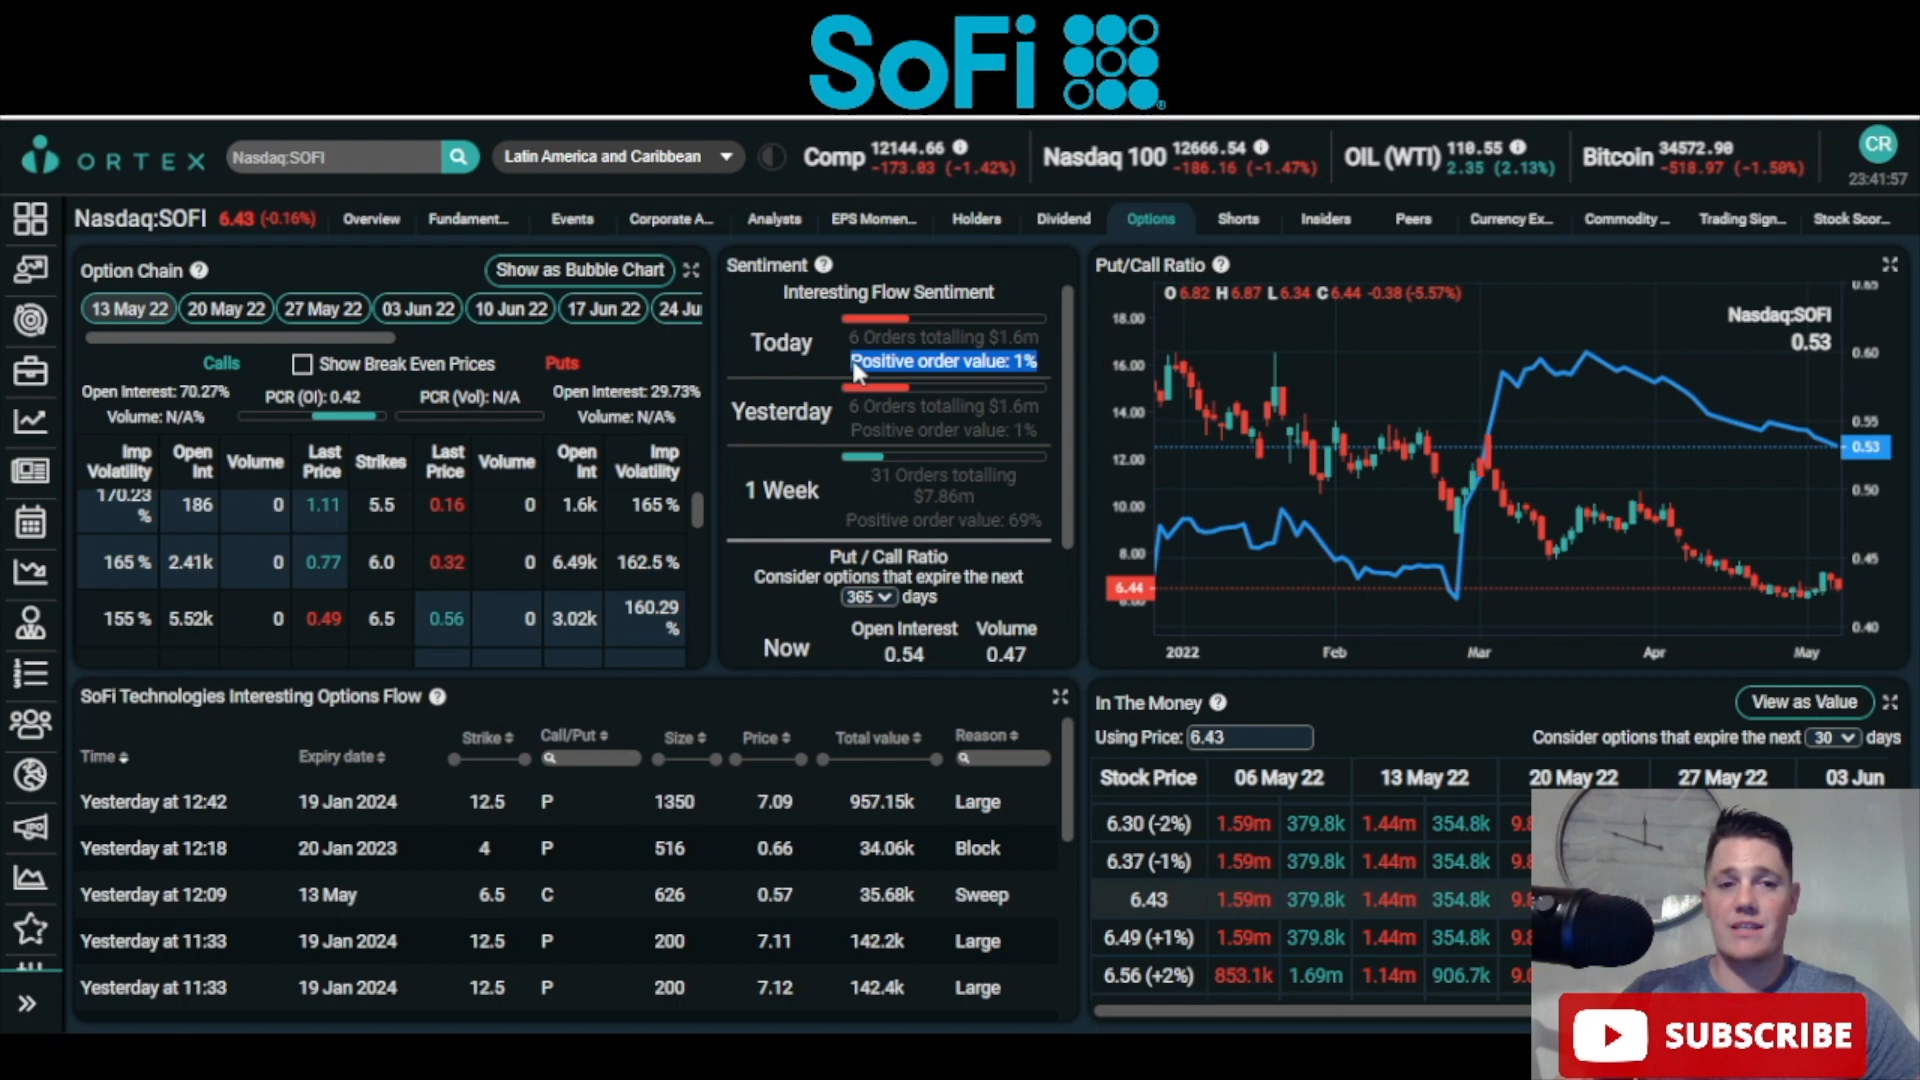 SoFi
ORTEX
Nasdaq:SOFI
Latin America and Caribbean
Comp 12144.66 -173.03 (-1.42%)
Nasdaq 100 12666.54 -186.16 (-1.47%)
OIL (WTI) 110.55 2.35 (2.13%)
Bitcoin 34572.90 -518.97 (-1.50%)
CR
23:41:57
Nasdaq:SOFI 6.43 (-0.16%)
Overview Fundament... Events Corporate A... Analysts EPS Momen... Holders Dividend Options Shorts Insiders Peers Currency Ex... Commodity ... Trading Sign... Stock Scor...
Option Chain ?
Show as Bubble Chart
13 May 22 20 May 22 27 May 22 03 Jun 22 10 Jun 22 17 Jun 22 24 Ju
Calls Show Break Even Prices Puts
Open Interest: 70.27% PCR (OI): 0.42 PCR (Vol): N/A Open Interest: 29.73%
Volume: N/A% Volume: N/A%
Imp Volatility Open Int Volume Last Price Strikes Last Price Volume Open Int Imp Volatility
170.23 % 186 0 1.11 5.5 0.16 0 1.6k 165 %
165 % 2.41k 0 0.77 6.0 0.32 0 6.49k 162.5 %
155 % 5.52k 0 0.49 6.5 0.56 0 3.02k 160.29 %
Sentiment ?
Interesting Flow Sentiment
Today
6 Orders totalling $1.6m
Positive order value: 1%
Yesterday
6 Orders totalling $1.6m
Positive order value: 1%
1 Week
31 Orders totalling
$7.86m
Positive order value: 69%
Put / Call Ratio
Consider options that expire the next
365 days
Open Interest Volume
Now 0.54 0.47
Put/Call Ratio ?
O 6.82 H 6.87 L 6.34 C 6.44 -0.38 (-5.57%)
Nasdaq:SOFI
0.53
18.00
16.00
14.00
12.00
10.00
8.00
6.44
6.00
0.65
0.60
0.55
0.53
0.50
0.45
0.40
2022 Feb Mar Apr May
SoFi Technologies Interesting Options Flow ?
Time Expiry date Strike Call/Put Size Price Total value Reason
Yesterday at 12:42 19 Jan 2024 12.5 P 1350 7.09 957.15k Large
Yesterday at 12:18 20 Jan 2023 4 P 516 0.66 34.06k Block
Yesterday at 12:09 13 May 6.5 C 626 0.57 35.68k Sweep
Yesterday at 11:33 19 Jan 2024 12.5 P 200 7.11 142.2k Large
Yesterday at 11:33 19 Jan 2024 12.5 P 200 7.12 142.4k Large
In The Money ?
View as Value
Using Price: 6.43
Consider options that expire the next 30 days
Stock Price 06 May 22 13 May 22 20 May 22 27 May 22 03 Jun
6.30 (-2%) 1.59m 379.8k 1.44m 354.8k
6.37 (-1%) 1.59m 379.8k 1.44m 354.8k
6.43 1.59m 379.8k 1.44m 354.8k
6.49 (+1%) 1.59m 379.8k 1.44m 354.8k
6.56 (+2%) 853.1k 1.69m 1.14m 906.7k
IPO
SUBSCRIBE